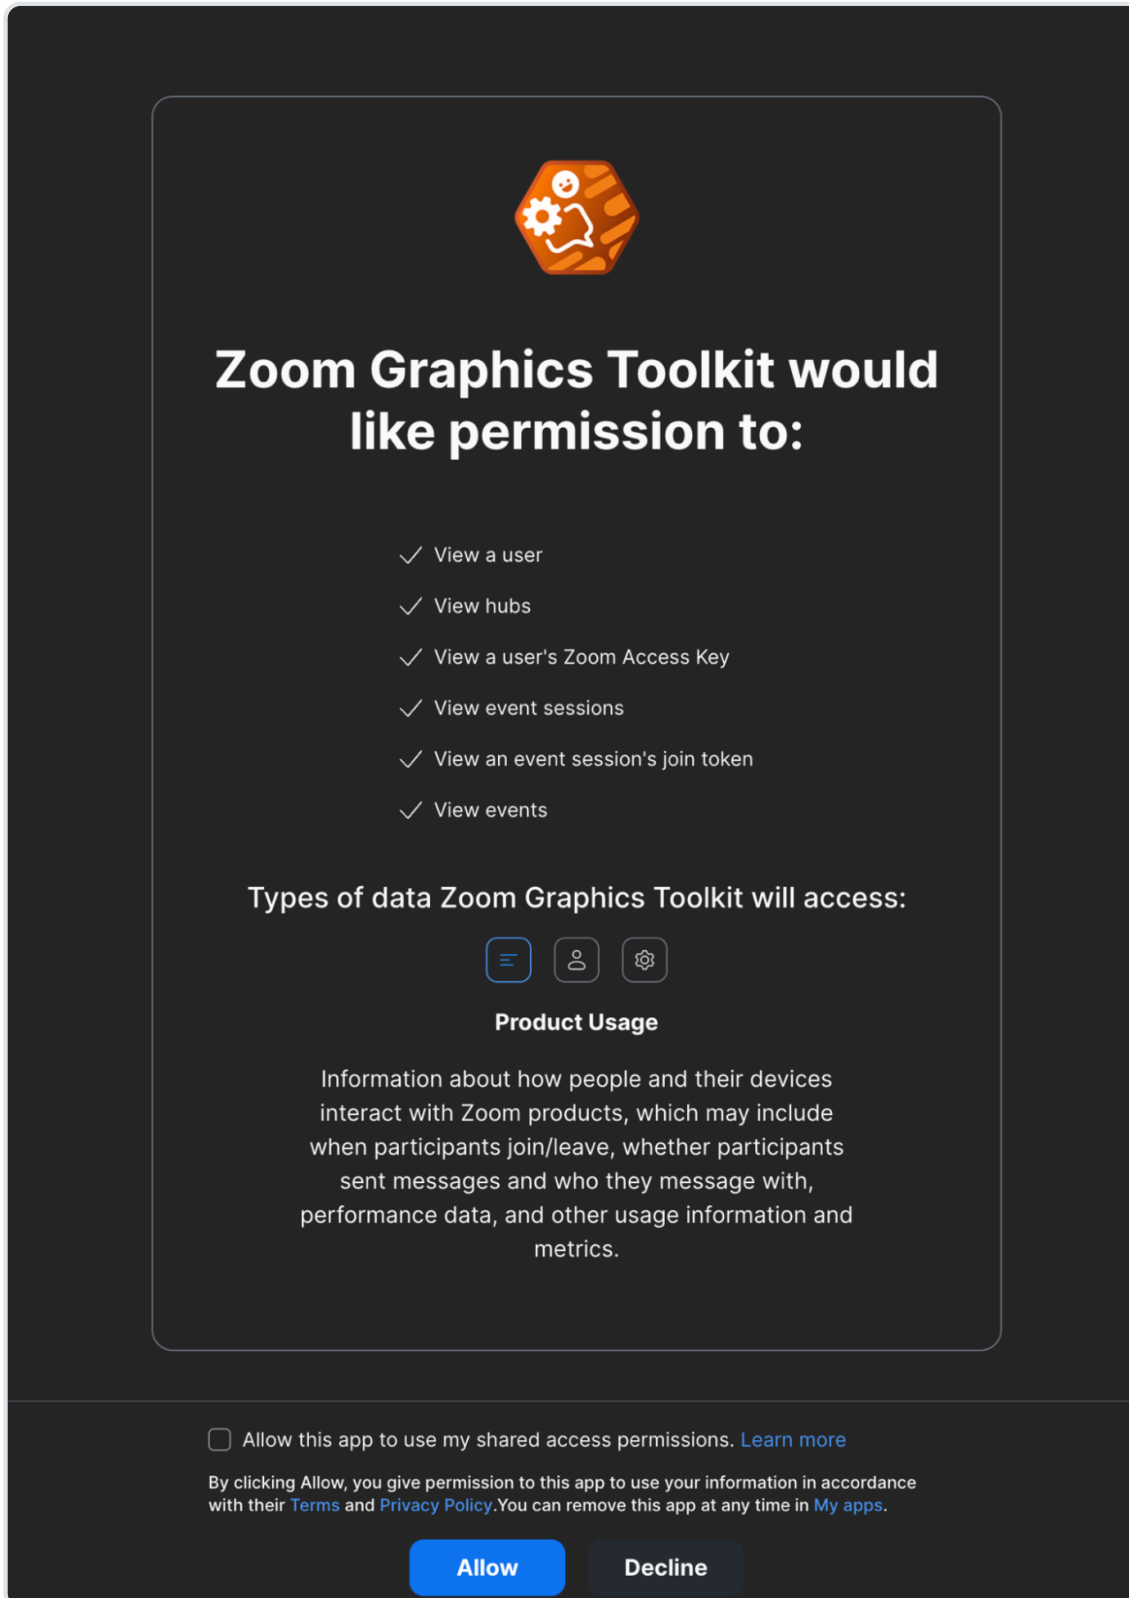 Zoom Graphics Toolkit would
like permission to:
View a user
View hubs
View a user's Zoom Access Key
View event sessions
View an event session's join token
View events
Types of data Zoom Graphics Toolkit will access:
Product Usage
Information about how people and their devices
interact with Zoom products, which may include
when participants join/leave, whether participants
sent messages and who they message with,
performance data, and other usage information and
metrics.
Allow this app to use my shared access permissions. Learn more
By clicking Allow, you give permission to this app to use your information in accordance
with their Terms and Privacy Policy.You can remove this app at any time in My apps.
Allow
Decline